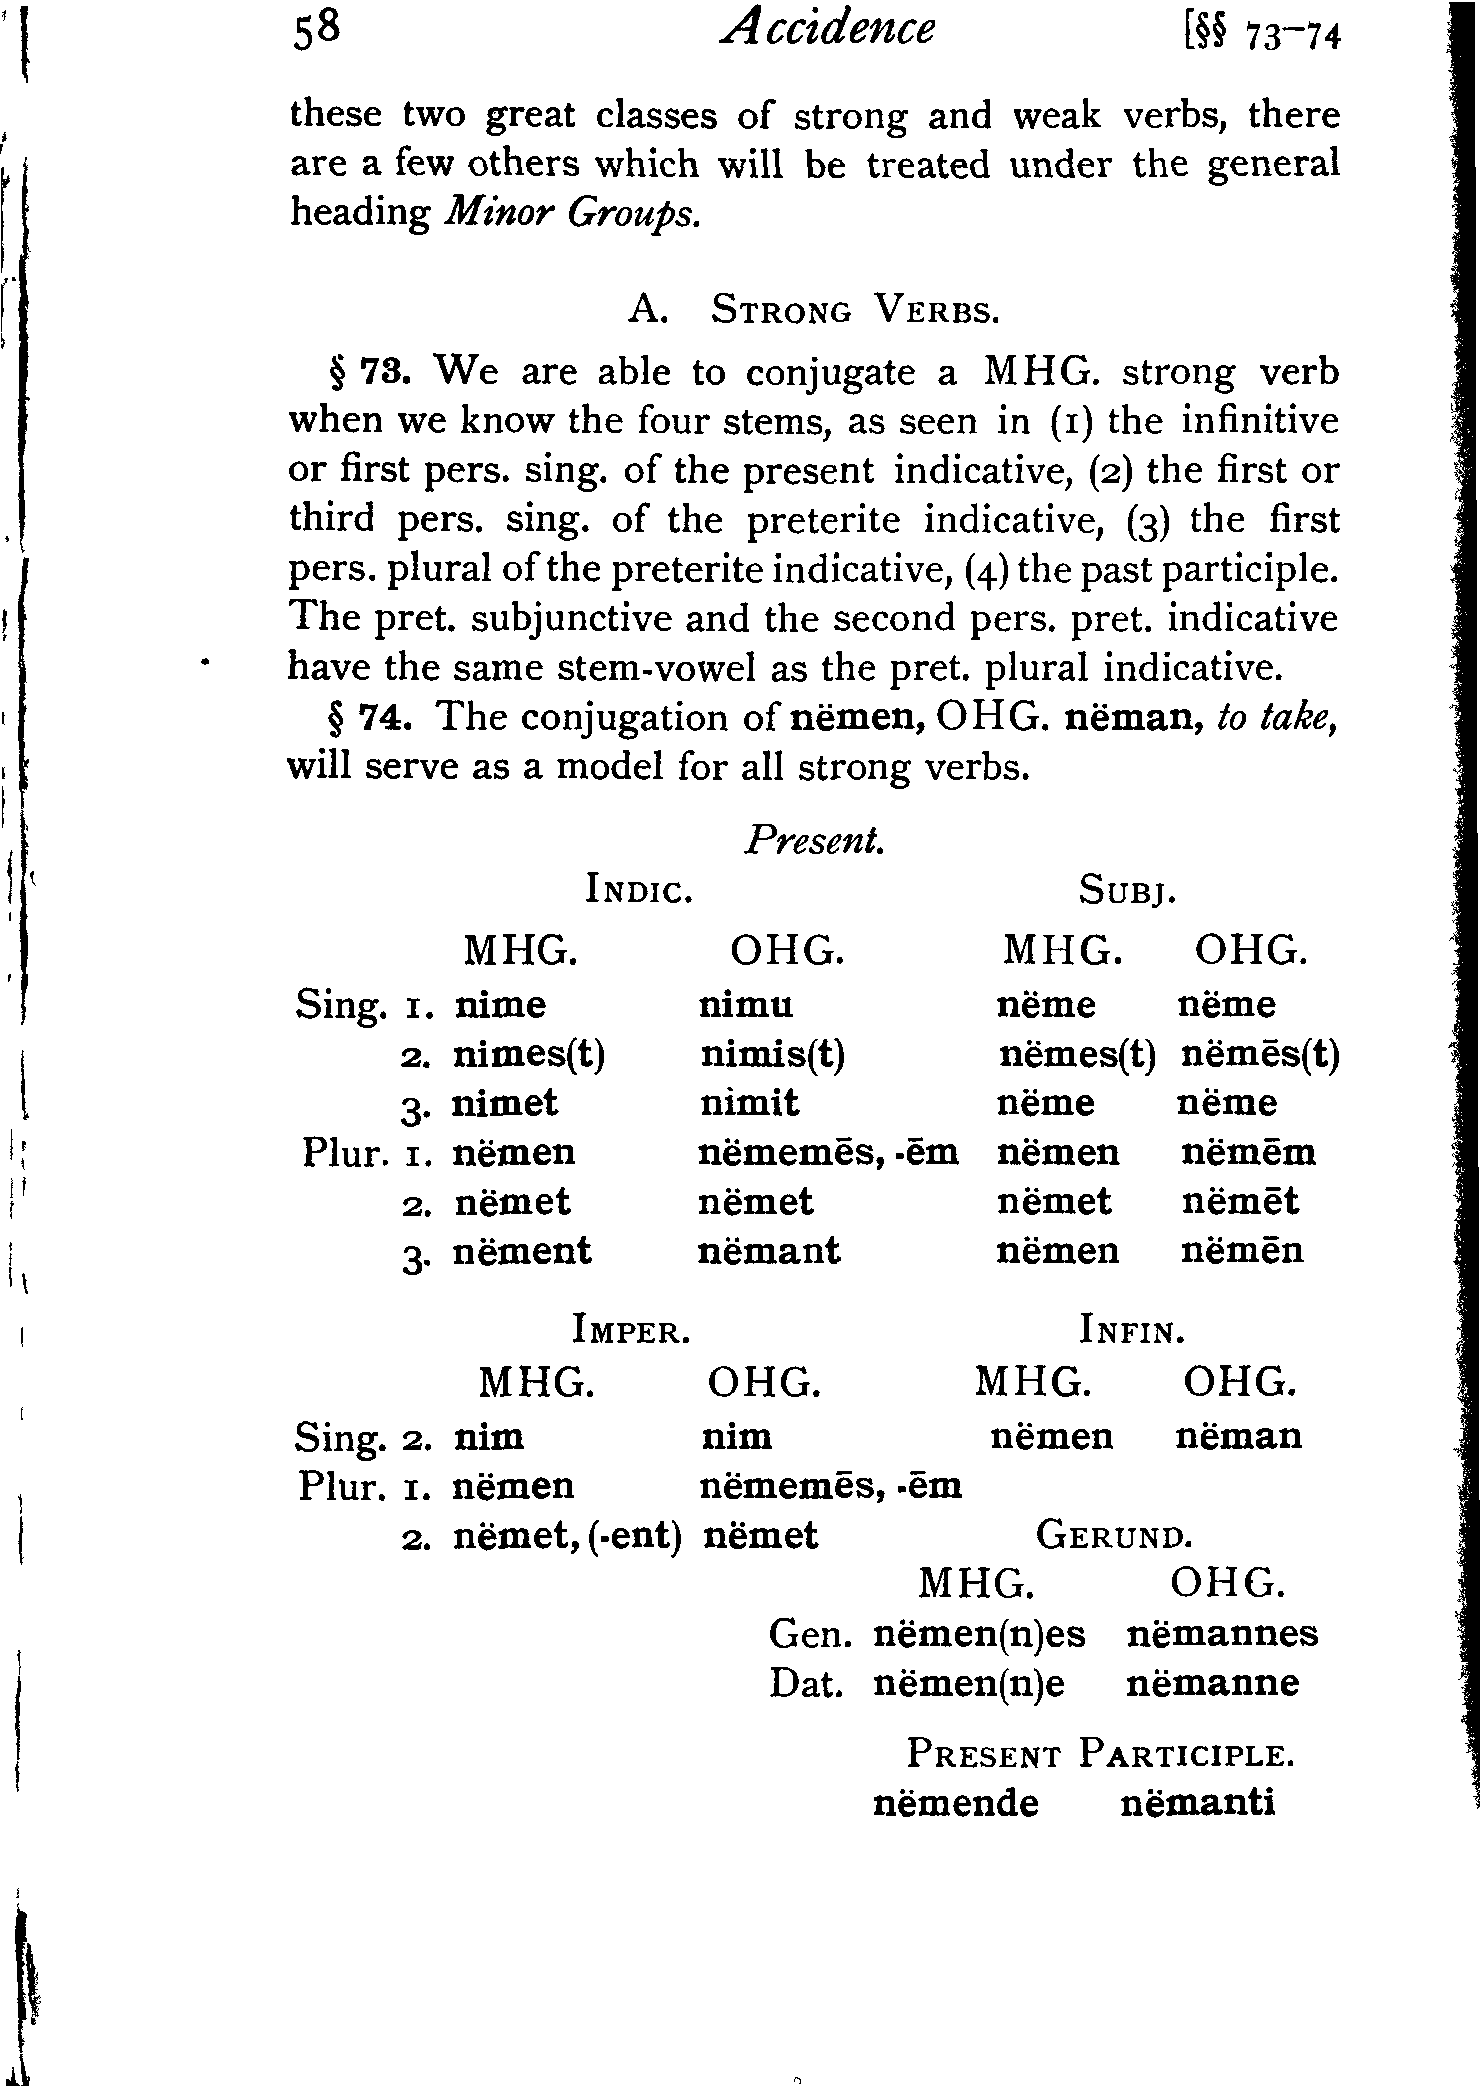 58 Accidence [§§ 73–74
these two great classes of strong and weak verbs, there
are a few others which will be treated under the general
heading Minor Groups.
A. STRONG VERBS.
§ 73. We are able to conjugate a MHG. strong verb
when we know the four stems, as seen in (1) the infinitive
or first pers. sing. of the present indicative, (2) the first or
third pers. sing. of the preterite indicative, (3) the first
pers. plural of the preterite indicative, (4) the past participle.
The pret. subjunctive and the second pers. pret. indicative
have the same stem-vowel as the pret. plural indicative.
§ 74. The conjugation of nëmen, OHG. nëman, to take,
will serve as a model for all strong verbs.
Present.
INDIC. SUBJ.
MHG. OHG. MHG. OHG.
Sing. 1. nime nimu nëme nëme
2. nimes(t) nimis(t) nëmes(t) nëmēs(t)
3. nimet nimit nëme nëme
Plur. 1. nëmen nëmemēs, -ēm nëmen nëmēm
2. nëmet nëmet nëmet nëmēt
3. nëment nëmant nëmen nëmēn
IMPER. INFIN.
MHG. OHG. MHG. OHG.
Sing. 2. nim nim nëmen nëman
Plur. 1. nëmen nëmemēs, -ēm
2. nëmet, (-ent) nëmet GERUND.
MHG. OHG.
Gen. nëmen(n)es nëmannes
Dat. nëmen(n)e nëmanne
PRESENT PARTICIPLE.
nëmende nëmanti